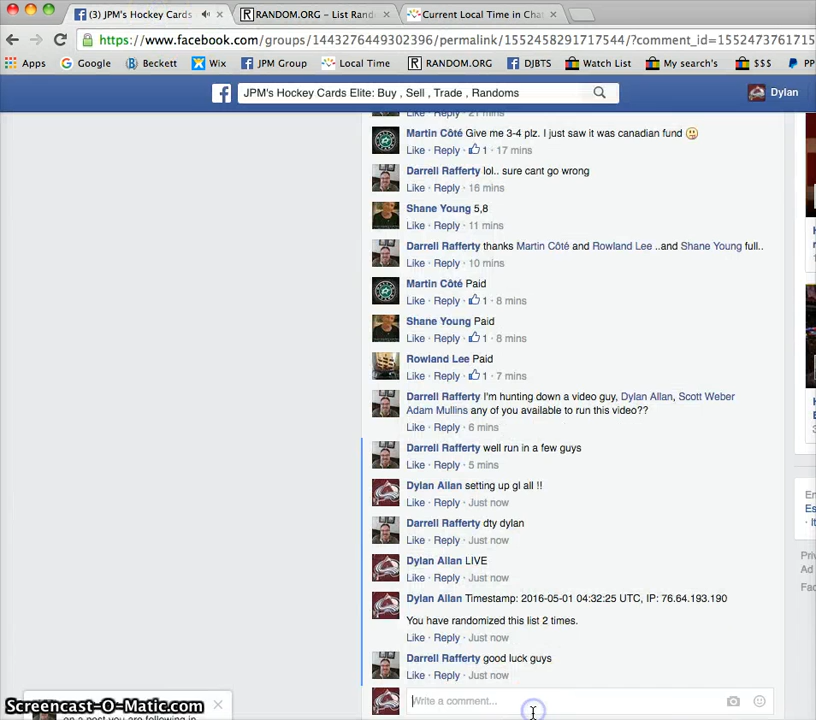 (3) JPM's Hockey Cards
RANDOM.ORG - List Rand
Current Local Time in Cha
https://www.facebook.com/groups/1443276449302396/permalink/1552458291717544/?comment_id=1552473761715
Apps Google Beckett Wix JPM Group Local Time RANDOM.ORG DJBTS Watch List My search's $$$ P
JPM's Hockey Cards Elite: Buy , Sell , Trade , Randoms
Dylan
Like · Reply · 21 mins
Martin Côté Give me 3-4 plz. I just saw it was canadian fund
Like · Reply · 1 · 17 mins
Darrell Rafferty lol.. sure cant go wrong
Like · Reply · 16 mins
Shane Young 5,8
Like · Reply · 11 mins
Darrell Rafferty thanks Martin Côté and Rowland Lee ..and Shane Young full..
Like · Reply · 10 mins
Martin Côté Paid
Like · Reply · 1 · 8 mins
Shane Young Paid
Like · Reply · 1 · 8 mins
Rowland Lee Paid
Like · Reply · 1 · 7 mins
Darrell Rafferty I'm hunting down a video guy, Dylan Allan, Scott Weber
Adam Mullins any of you available to run this video??
Like · Reply · 6 mins
Darrell Rafferty well run in a few guys
Like · Reply · 5 mins
Dylan Allan setting up gl all !!
Like · Reply · Just now
Darrell Rafferty dty dylan
Like · Reply · Just now
Dylan Allan LIVE
Like · Reply · Just now
Dylan Allan Timestamp: 2016-05-01 04:32:25 UTC, IP: 76.64.193.190
You have randomized this list 2 times.
Like · Reply · Just now
Darrell Rafferty good luck guys
Like · Reply · Just now
Write a comment...
Screencast-O-Matic.com
on a post you are following in